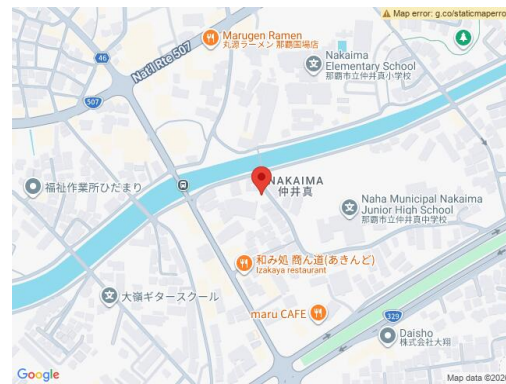 Map error: g.co/staticmaperro
Marugen Ramen
丸源ラーメン 那覇国場店
Nat'l Rte 507
46
Nakaima
Elementary School
那覇市立仲井真小学校
507
福祉作業所ひだまり
NAKAIMA
仲井真
Naha Municipal Nakaima
Junior High School
那覇市立仲井真中学校
和み処 商ん道(あきんど)
Izakaya restaurant
大嶺ギタースクール
maru CAFE
329
Daisho
株式会社大翔
Google
Map data ©2026